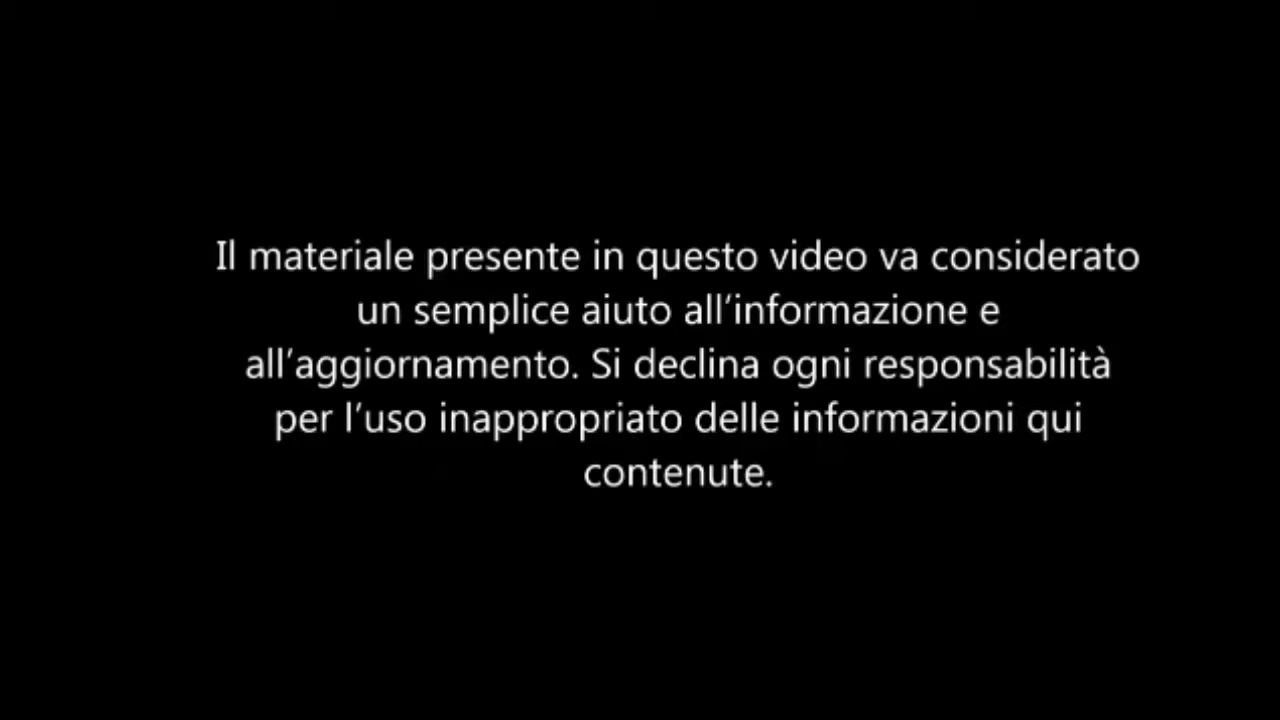 Il materiale presente in questo video va considerato
un semplice aiuto all’informazione e
all’aggiornamento. Si declina ogni responsabilità
per l’uso inappropriato delle informazioni qui
contenute.